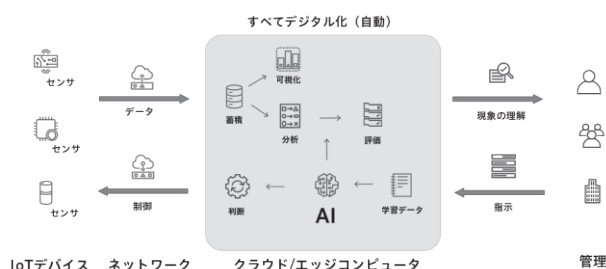 すべてデジタル化（自動）
センサ
データ
可視化
蓄積
分析
評価
現象の理解
センサ
センサ
制御
判断
AI
学習データ
指示
IoTデバイス
ネットワーク
クラウド/エッジコンピュータ
管理